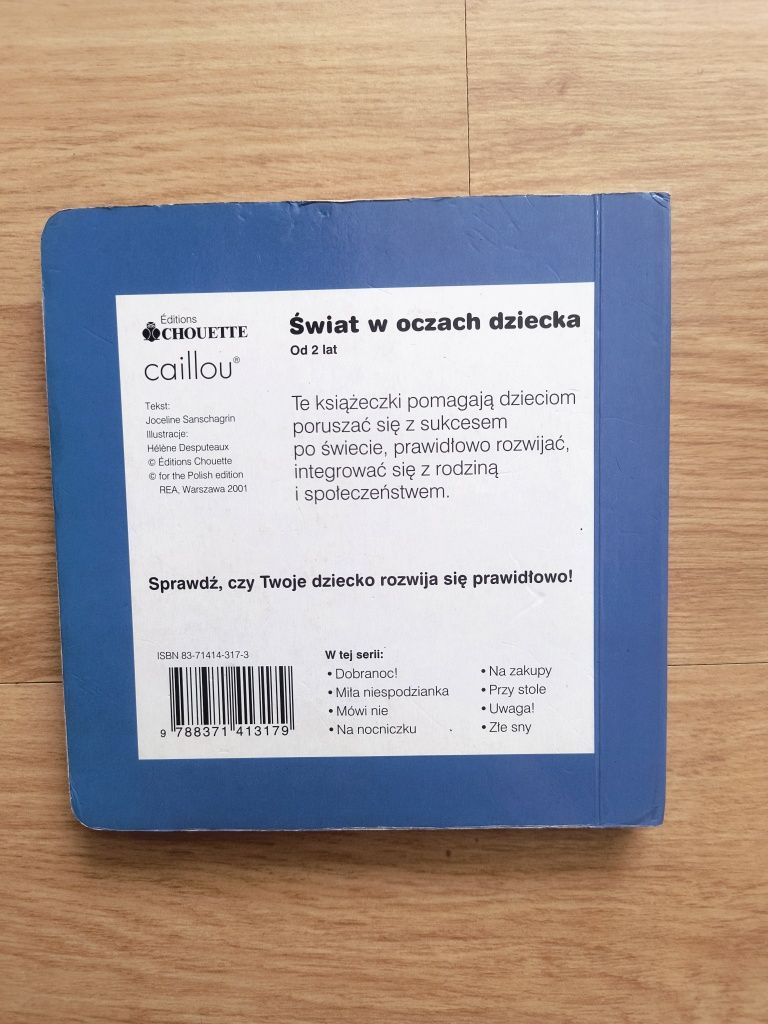 Éditions
CHOUETTE
caillou®
Tekst:
Joceline Sanschagrin
Illustracje:
Hélène Desputeaux
© Éditions Chouette
© for the Polish edition
REA, Warszawa 2001
Świat w oczach dziecka
Od 2 lat
Te książeczki pomagają dzieciom
poruszać się z sukcesem
po świecie, prawidłowo rozwijać,
integrować się z rodziną
i społeczeństwem.
Sprawdź, czy Twoje dziecko rozwija się prawidłowo!
ISBN 83-71414-317-3
9 788371 413179
W tej serii:
• Dobranoc!
• Miła niespodzianka
• Mówi nie
• Na nocniczku
• Na zakupy
• Przy stole
• Uwaga!
• Złe sny